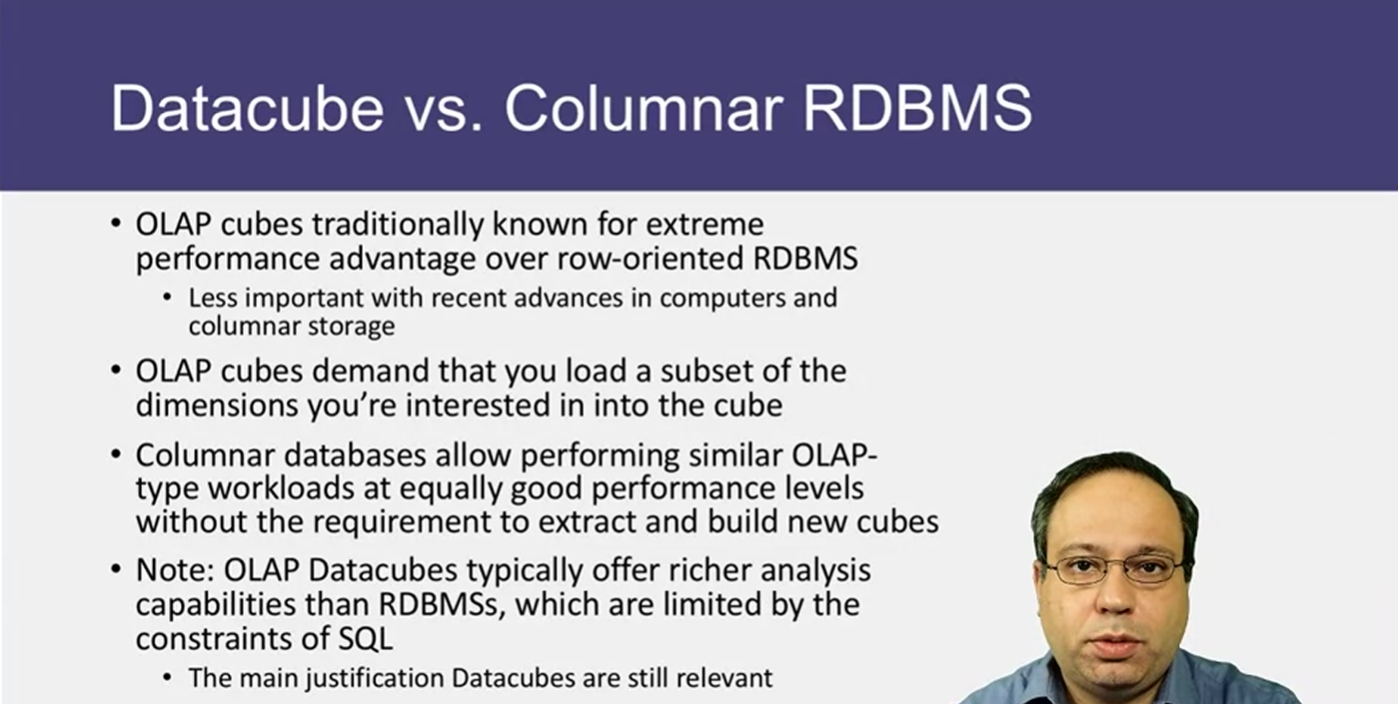 Datacube vs. Columnar RDBMS
• OLAP cubes traditionally known for extreme
performance advantage over row-oriented RDBMS
• Less important with recent advances in computers and
columnar storage
• OLAP cubes demand that you load a subset of the
dimensions you’re interested in into the cube
• Columnar databases allow performing similar OLAP-
type workloads at equally good performance levels
without the requirement to extract and build new cubes
• Note: OLAP Datacubes typically offer richer analysis
capabilities than RDBMSs, which are limited by the
constraints of SQL
• The main justification Datacubes are still relevant